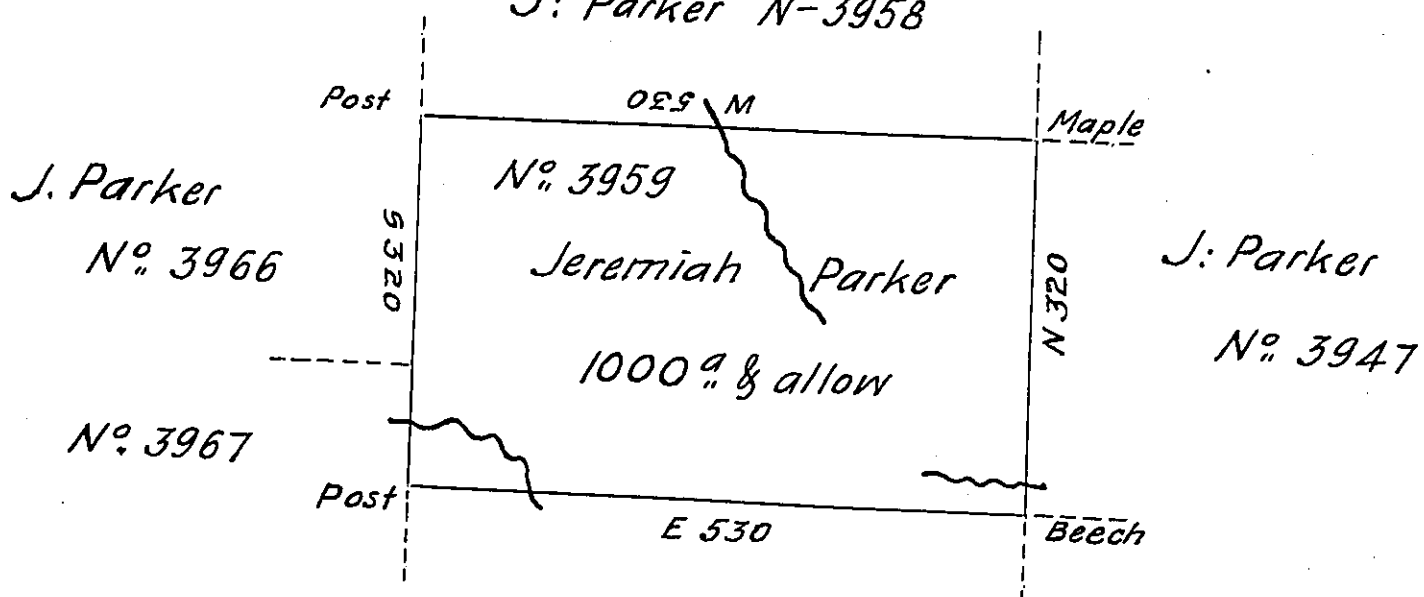 J: Parker N-3958
Post
W 530
Maple
J. Parker
Nº 3966
S 320
Nº 3959
Jeremiah Parker
1000 a & allow
N 320
J: Parker
Nº 3947
Nº 3967
Post
E 530
Beech